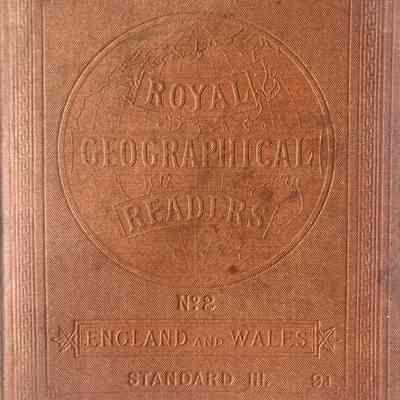 ROYAL
GEOGRAPHICAL
READERS
No. 2
ENGLAND AND WALES
STANDARD III. 9d